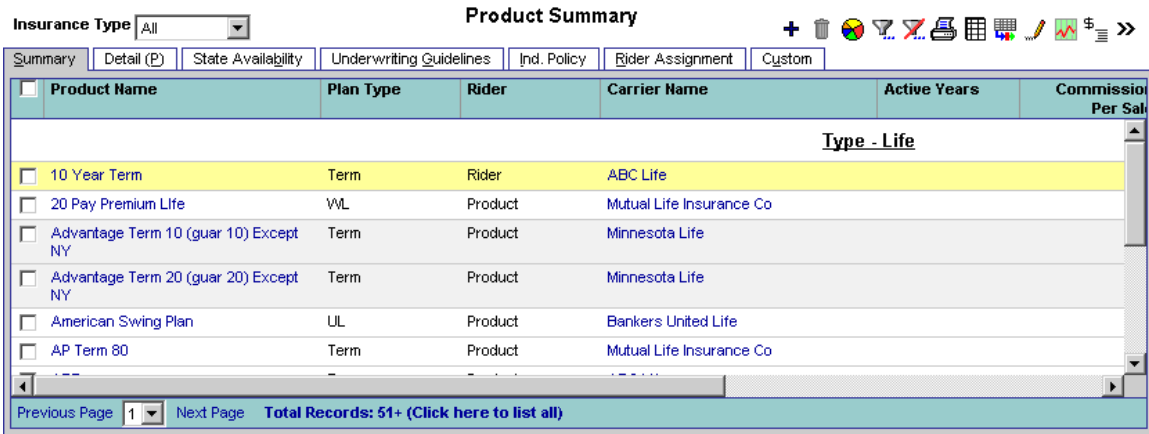 Product Summary
Insurance Type All
Summary Detail (P) State Availability Underwriting Guidelines Ind. Policy Rider Assignment Custom
Product Name Plan Type Rider Carrier Name Active Years Commission
Per Sale
Type - Life
10 Year Term Term Rider ABC Life
20 Pay Premium LIfe WL Product Mutual Life Insurance Co
Advantage Term 10 (guar 10) Except Term Product Minnesota Life
NY
Advantage Term 20 (guar 20) Except Term Product Minnesota Life
NY
American Swing Plan UL Product Bankers United Life
AP Term 80 Term Product Mutual Life Insurance Co
Previous Page 1 Next Page Total Records: 51+ (Click here to list all)